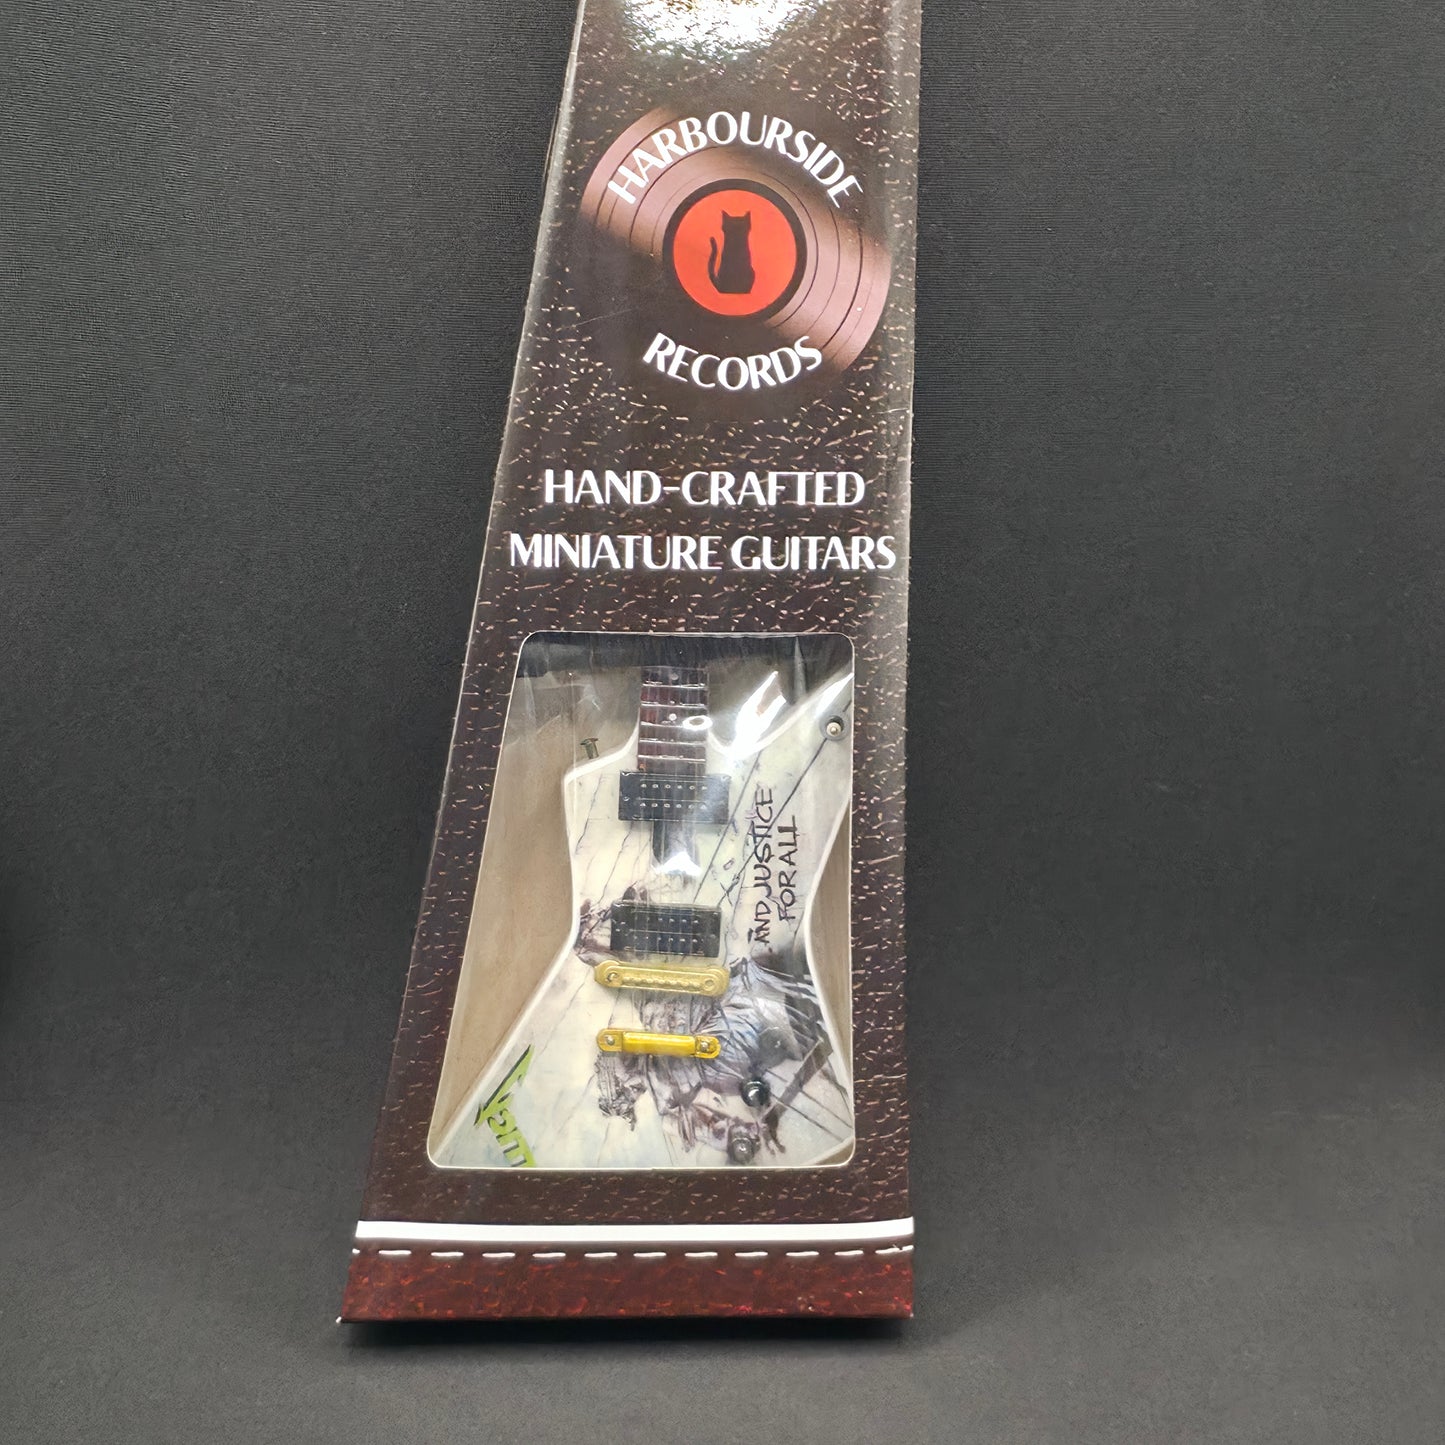 HARBOURSIDE
RECORDS
HAND-CRAFTED
MINIATURE GUITARS
AND JUSTICE
FOR ALL